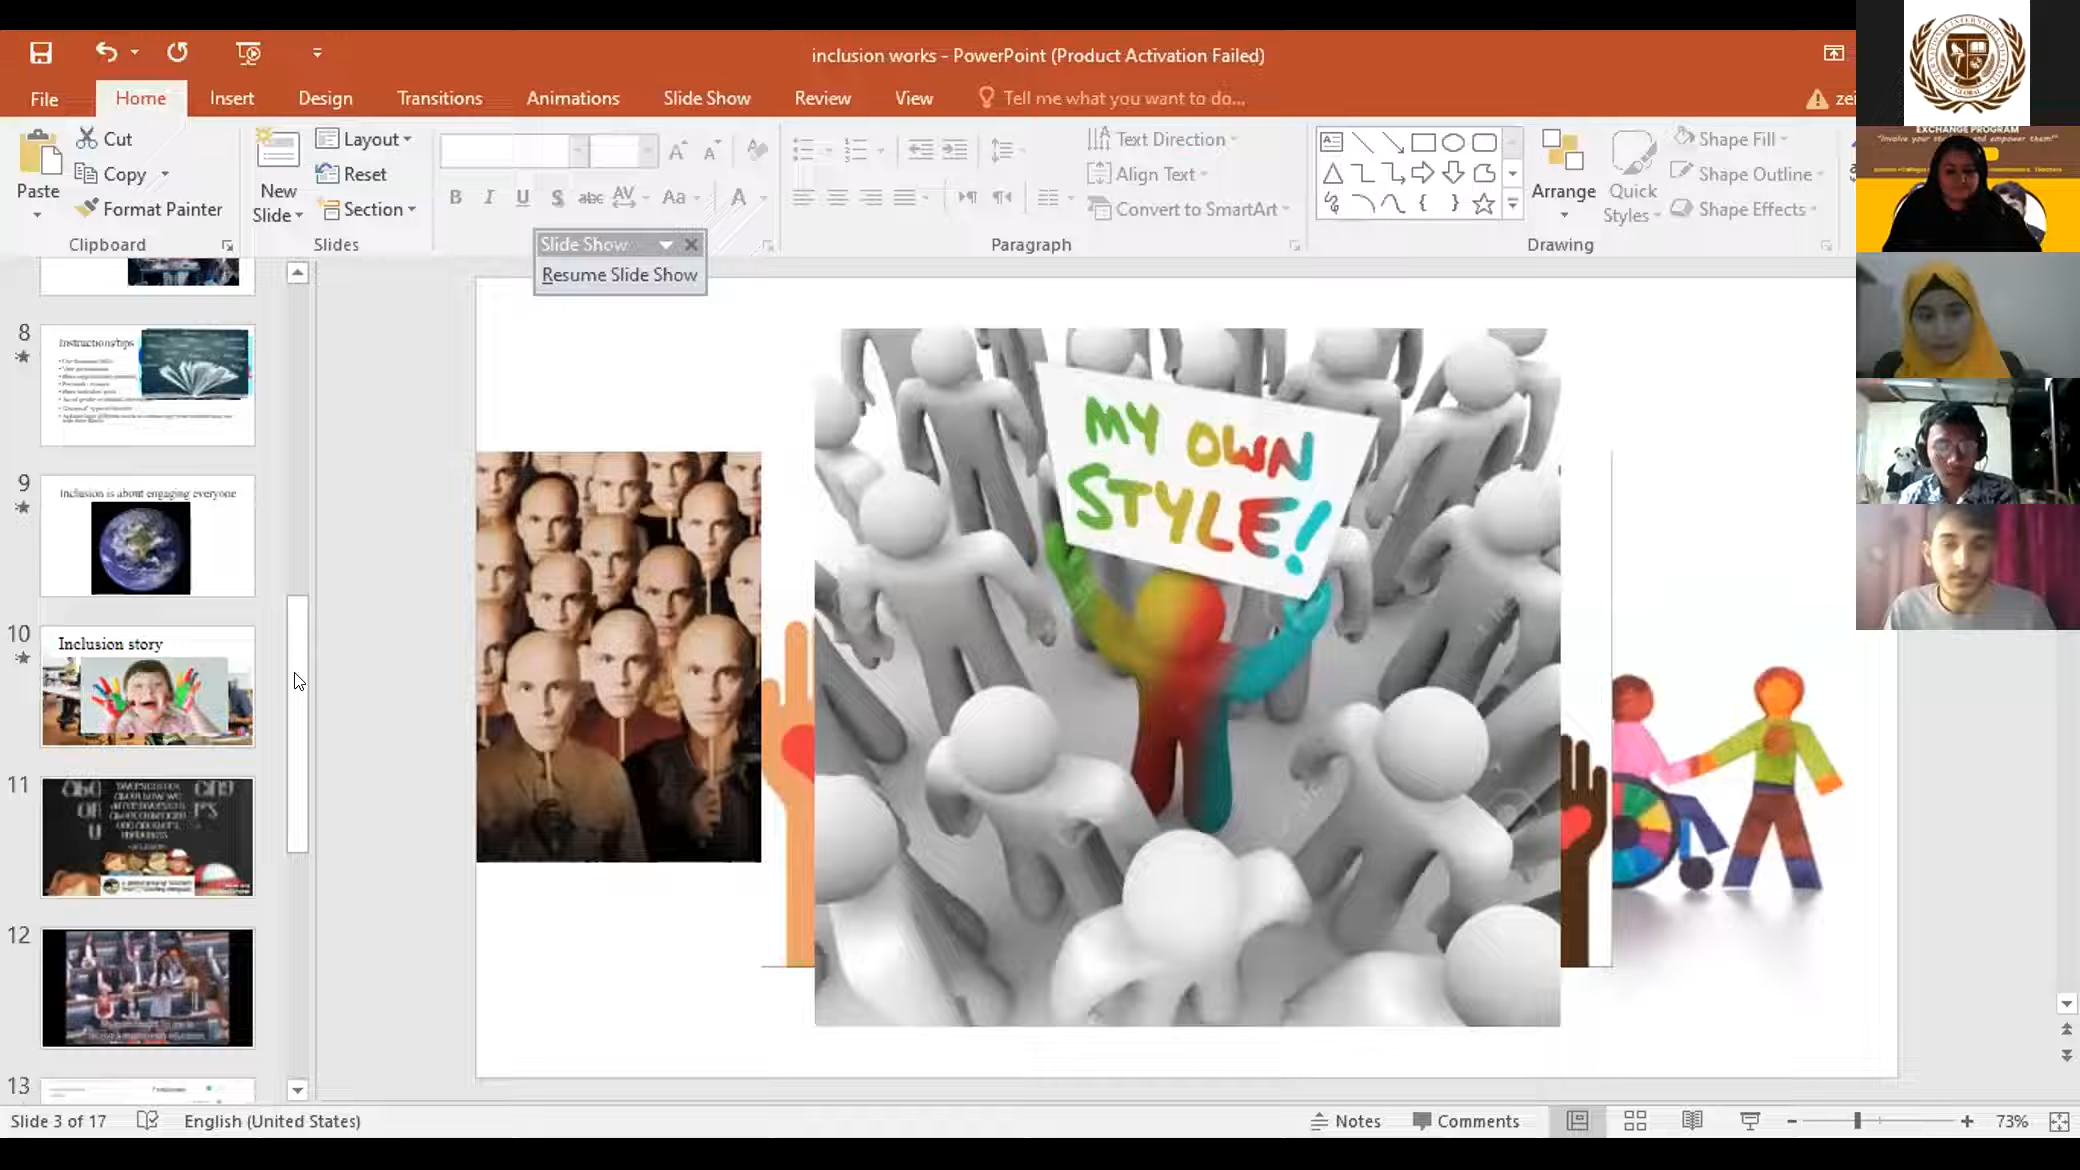 inclusion works - PowerPoint (Product Activation Failed)
File
Home
Insert
Design
Transitions
Animations
Slide Show
Review
View
Tell me what you want to do...
zei
Paste
Cut
Copy
Format Painter
Clipboard
New
Slide
Layout
Reset
Section
Slides
B I U S abc AV Aa A
Text Direction
Align Text
Convert to SmartArt
Paragraph
Arrange
Quick
Styles
Shape Fill
Shape Outline
Shape Effects
Drawing
Slide Show
Resume Slide Show
8
Instructions/tips
9
Inclusion is about engaging everyone
10
Inclusion story
11
12
13
MY OWN
STYLE!
EXCHANGE PROGRAM
Slide 3 of 17
English (United States)
Notes
Comments
73%